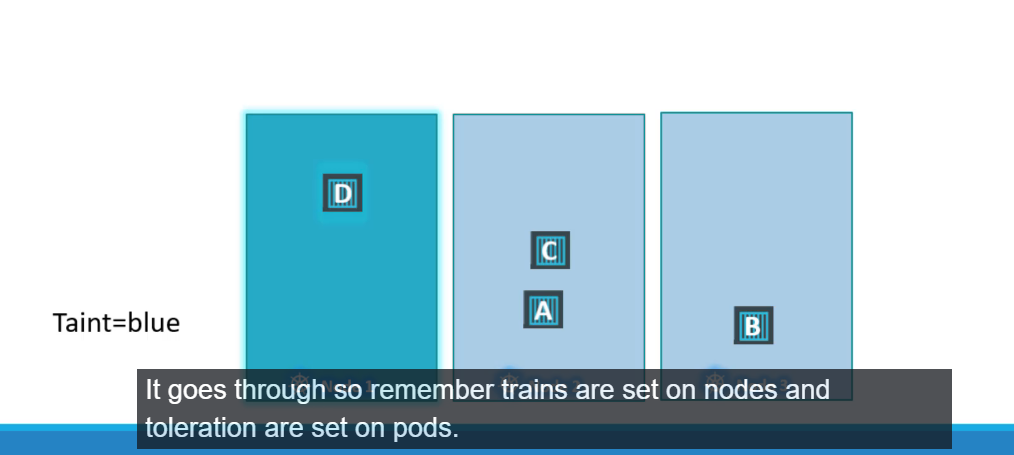 D
C
A
B
Taint=blue
It goes through so remember trains are set on nodes and
toleration are set on pods.